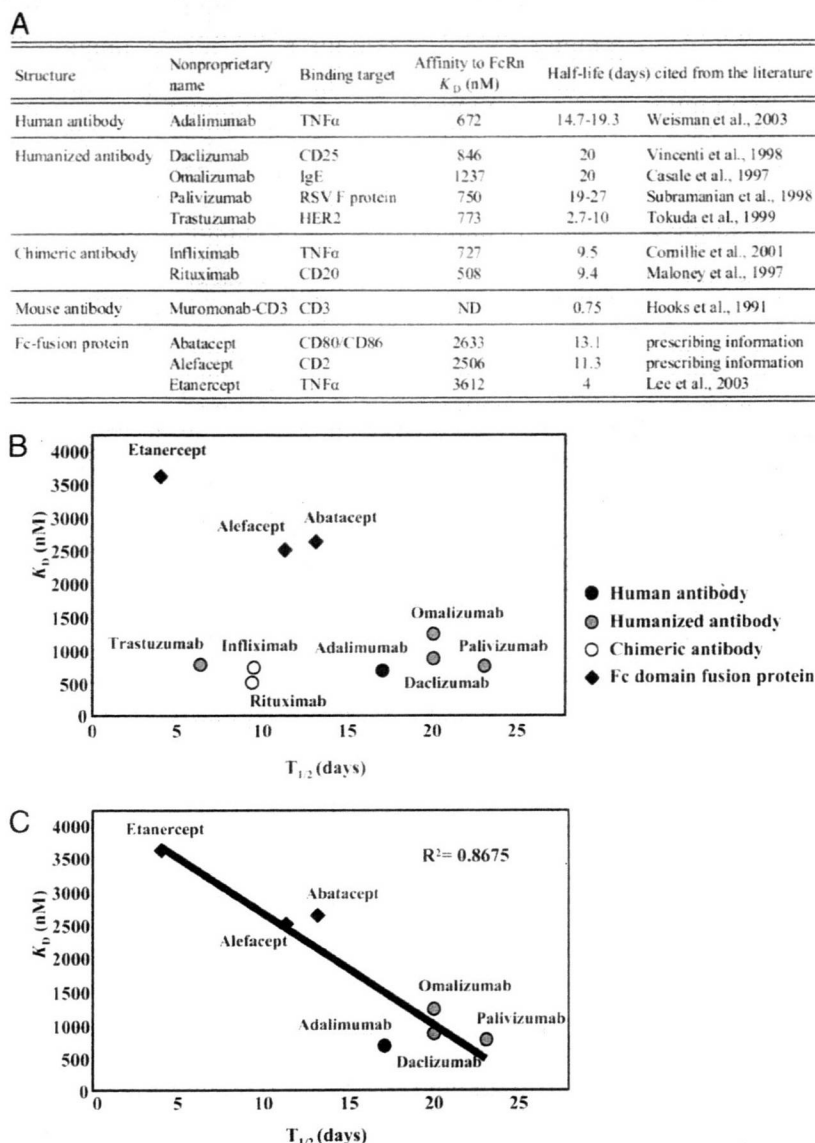 A
Structure Nonproprietary name Binding target Affinity to FcRn K_D (nM) Half-life (days) cited from the literature
Human antibody Adalimumab TNFα 672 14.7-19.3 Weisman et al., 2003
Humanized antibody Daclizumab CD25 846 20 Vincenti et al., 1998
Omalizumab IgE 1237 20 Casale et al., 1997
Palivizumab RSV F protein 750 19-27 Subramanian et al., 1998
Trastuzumab HER2 773 2.7-10 Tokuda et al., 1999
Chimeric antibody Infliximab TNFα 727 9.5 Cornillie et al., 2001
Rituximab CD20 508 9.4 Maloney et al., 1997
Mouse antibody Muromonab-CD3 CD3 ND 0.75 Hooks et al., 1991
Fc-fusion protein Abatacept CD80/CD86 2633 13.1 prescribing information
Alefacept CD2 2506 11.3 prescribing information
Etanercept TNFα 3612 4 Lee et al., 2003
B
K_D (nM)
4000
3500
3000
2500
2000
1500
1000
500
0
Etanercept
Alefacept
Abatacept
Omalizumab
Trastuzumab
Infliximab
Adalimumab
Palivizumab
Daclizumab
Rituximab
0 5 10 15 20 25
T1/2 (days)
Human antibody
Humanized antibody
Chimeric antibody
Fc domain fusion protein
C
K_D (nM)
4000
3500
3000
2500
2000
1500
1000
500
0
Etanercept
R²= 0.8675
Abatacept
Alefacept
Omalizumab
Adalimumab
Palivizumab
Daclizumab
0 5 10 15 20 25
T1/2 (days)